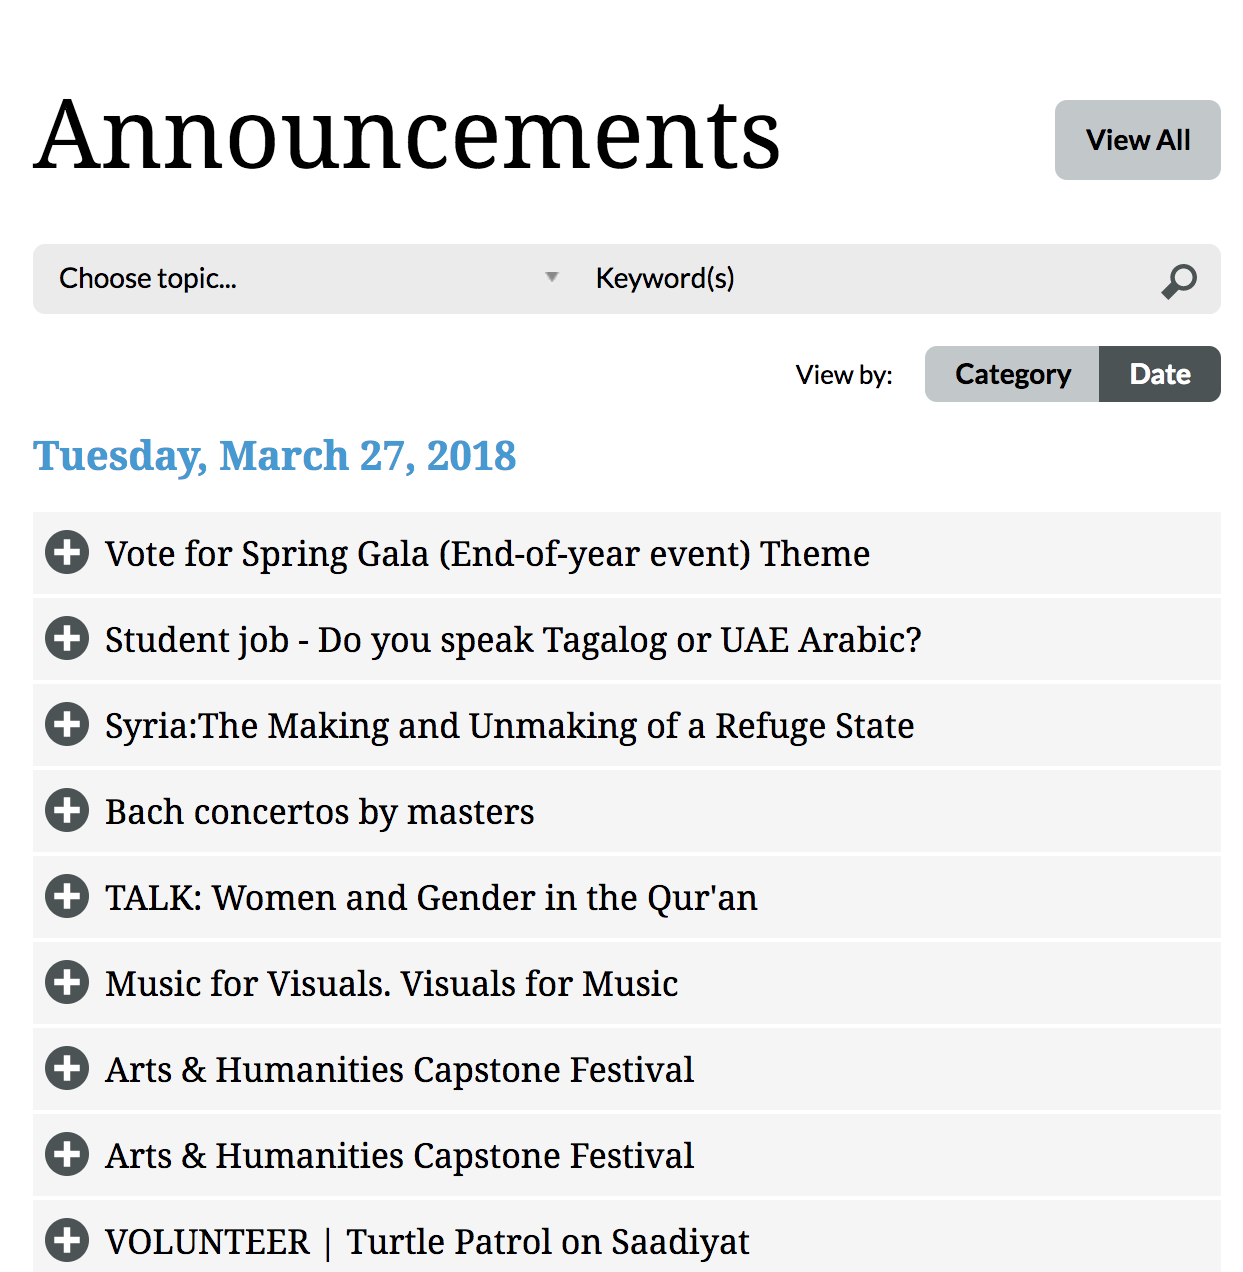 Announcements
View All
Choose topic...
Keyword(s)
View by:
Category
Date
Tuesday, March 27, 2018
Vote for Spring Gala (End-of-year event) Theme
Student job - Do you speak Tagalog or UAE Arabic?
Syria:The Making and Unmaking of a Refuge State
Bach concertos by masters
TALK: Women and Gender in the Qur'an
Music for Visuals. Visuals for Music
Arts & Humanities Capstone Festival
Arts & Humanities Capstone Festival
VOLUNTEER | Turtle Patrol on Saadiyat